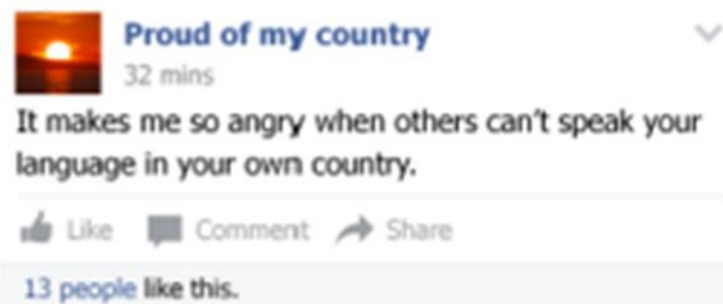 Proud of my country
32 mins
It makes me so angry when others can't speak your
language in your own country.
Like Comment Share
13 people like this.